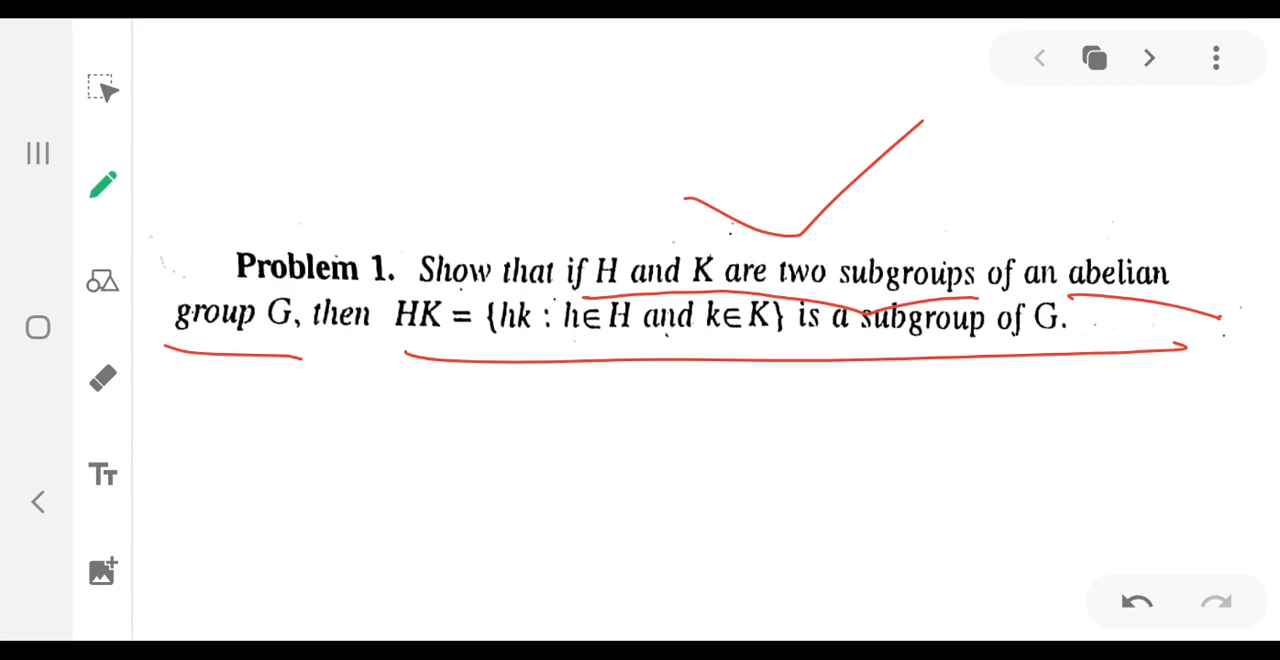 Problem 1. Show that if H and K are two subgroups of an abelian
group G, then HK = {hk : h∈H and k∈K} is a subgroup of G.
TT